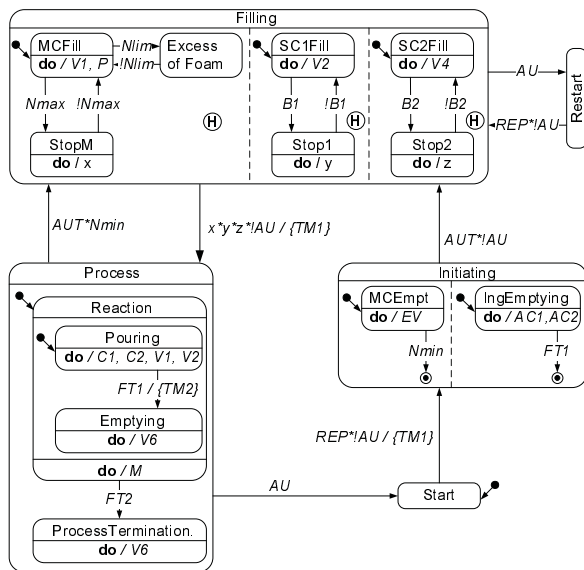 Filling
MCFill
do / V1, P
Nlim
!Nlim
Excess
of Foam
SC1Fill
do / V2
SC2Fill
do / V4
AU
Restart
REP*!AU
Nmax
!Nmax
B1
!B1
B2
!B2
H
H
H
StopM
do / x
Stop1
do / y
Stop2
do / z
AUT*Nmin
x*y*z*!AU / {TM1}
AUT*!AU
Process
Reaction
Pouring
do / C1, C2, V1, V2
FT1 / {TM2}
Emptying
do / V6
do / M
FT2
ProcessTermination.
do / V6
Initiating
MCEmpt
do / EV
Nmin
IngEmptying
do / AC1,AC2
FT1
REP*!AU / {TM1}
AU
Start